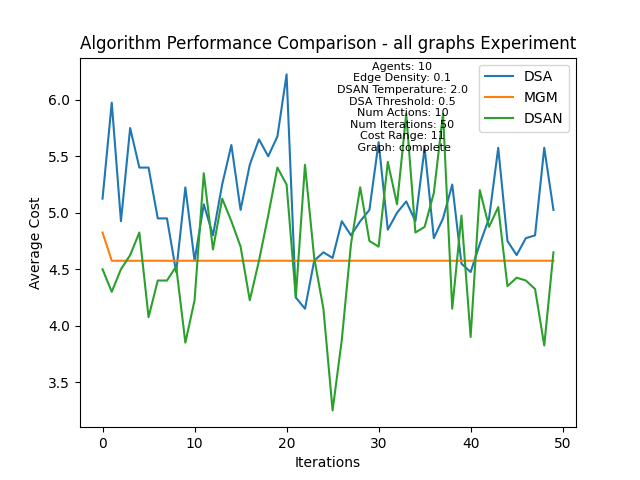 Algorithm Performance Comparison - all graphs Experiment
Agents: 10
Edge Density: 0.1
DSAN Temperature: 2.0
DSA Threshold: 0.5
Num Actions: 10
Num Iterations: 50
Cost Range: 11
Graph: complete
DSA
MGM
DSAN
Average Cost
6.0
5.5
5.0
4.5
4.0
3.5
0
10
20
30
40
50
Iterations